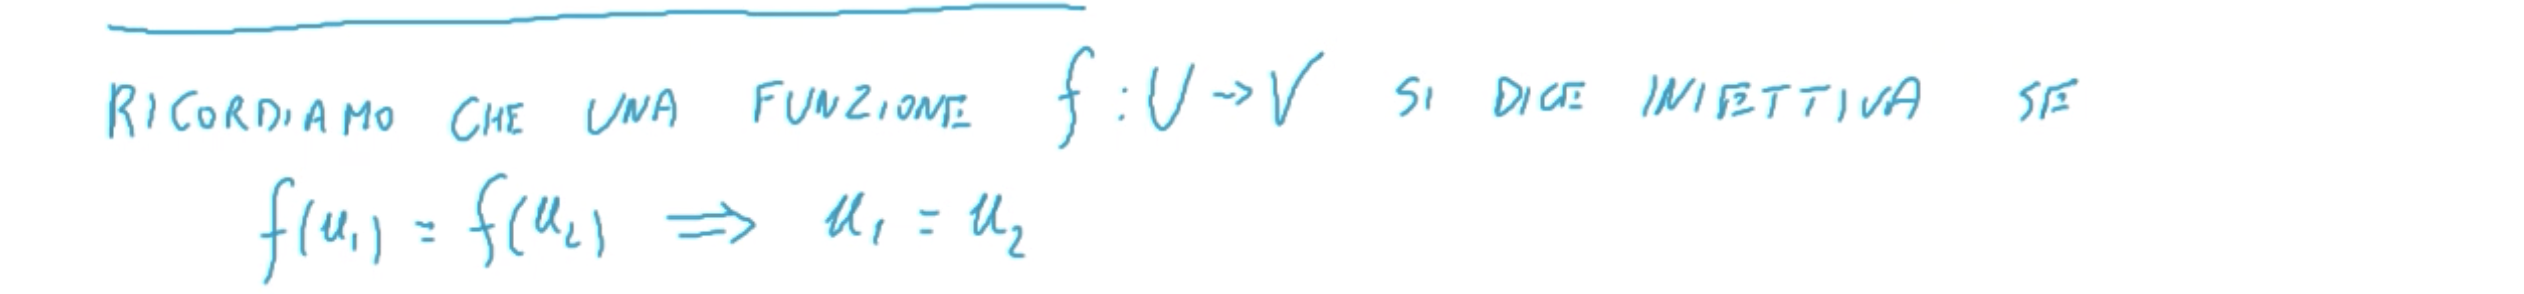 RICORDIAMO CHE UNA FUNZIONE f : U → V SI DICE INIETTIVA SE
f(u₁) = f(u₂) ⟹ u₁ = u₂